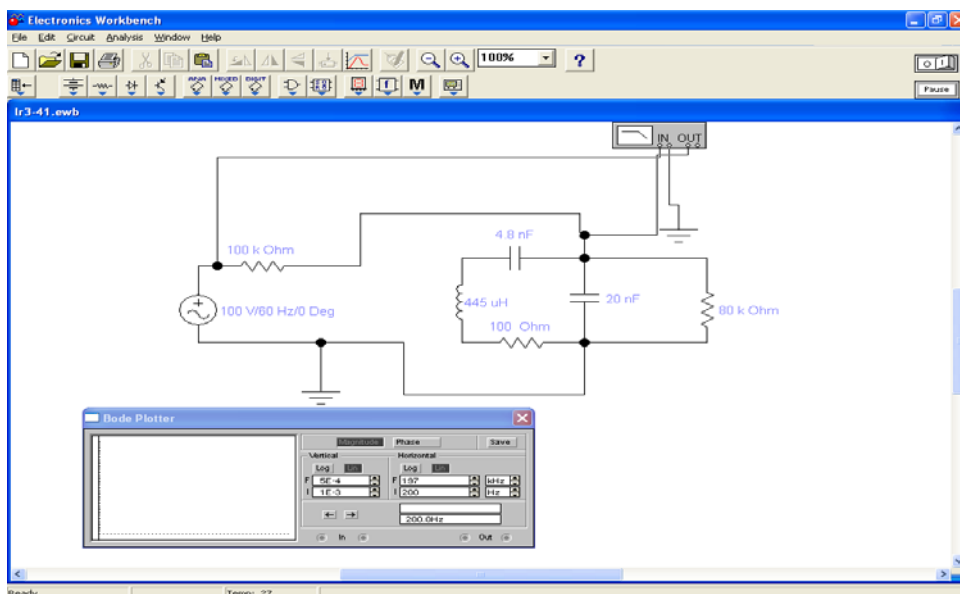 Electronics Workbench
File Edit Circuit Analysis Window Help
100%
?
ANA MIXED DIGIT
M
Pause
lr3-41.ewb
IN OUT
4.8 nF
100 k Ohm
445 uH
20 nF
80 k Ohm
100 V/60 Hz/0 Deg
100 Ohm
Bode Plotter
Magnitude Phase Save
Vertical Horizontal
Log Lin Log Lin
F 5E-4 F 197 kHz
I 1E-3 I 200 Hz
200.0Hz
In Out
Ready Temp: 27